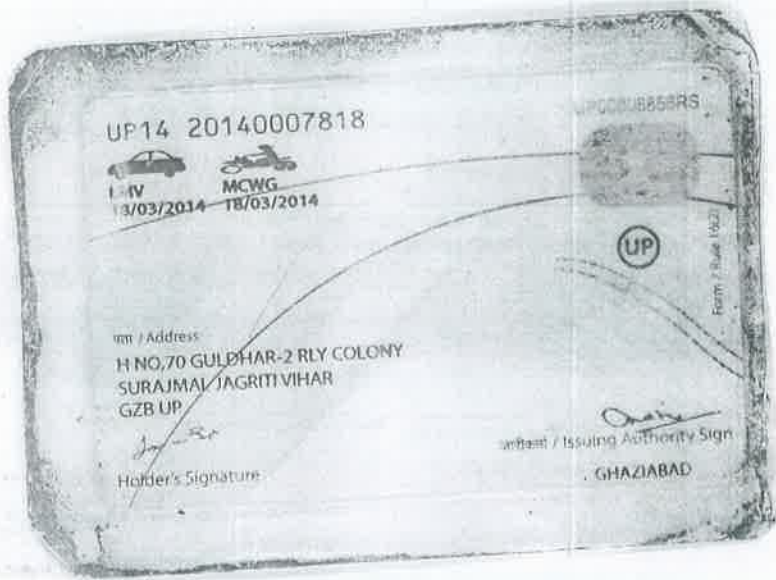 UP14 20140007818
LMV MCWG
18/03/2014 18/03/2014
UP
पता / Address
H NO,70 GULDHAR-2 RLY COLONY
SURAJMAL JAGRITI VIHAR
GZB UP
Holder's Signature
/ Issuing Authority Sign
GHAZIABAD